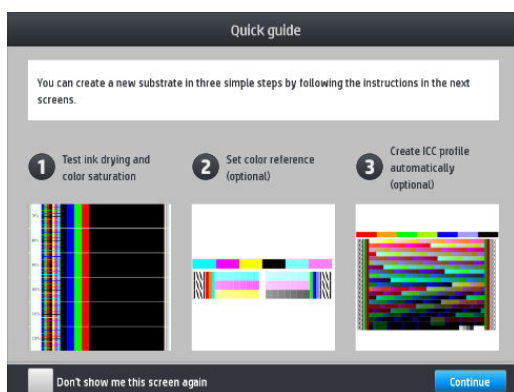 Quick guide
You can create a new substrate in three simple steps by following the instructions in the next
screens.
1 Test ink drying and
color saturation
2 Set color reference
(optional)
3 Create ICC profile
automatically
(optional)
Don't show me this screen again
Continue